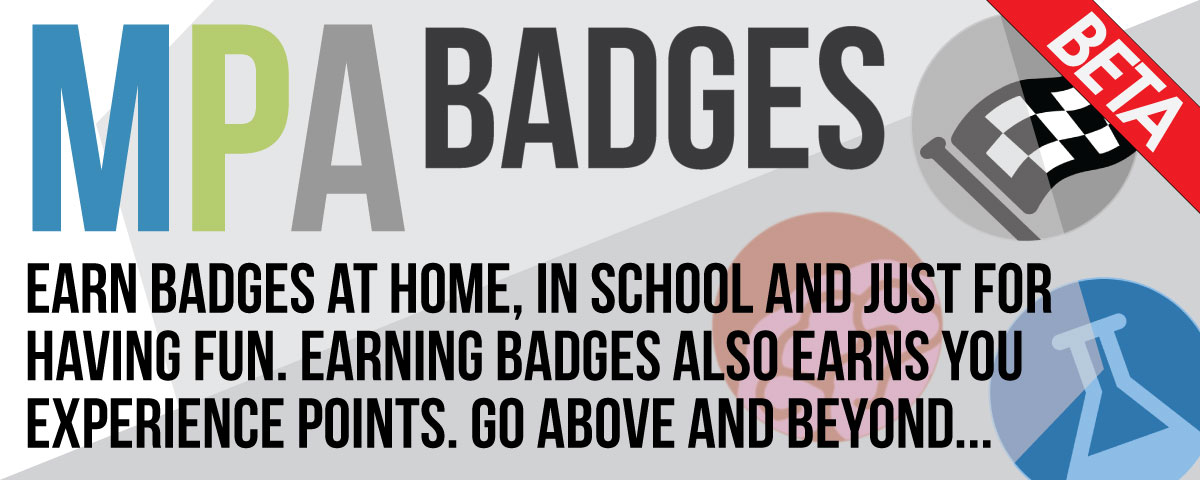 MPA BADGES
BETA
EARN BADGES AT HOME, IN SCHOOL AND JUST FOR
HAVING FUN. EARNING BADGES ALSO EARNS YOU
EXPERIENCE POINTS. GO ABOVE AND BEYOND...